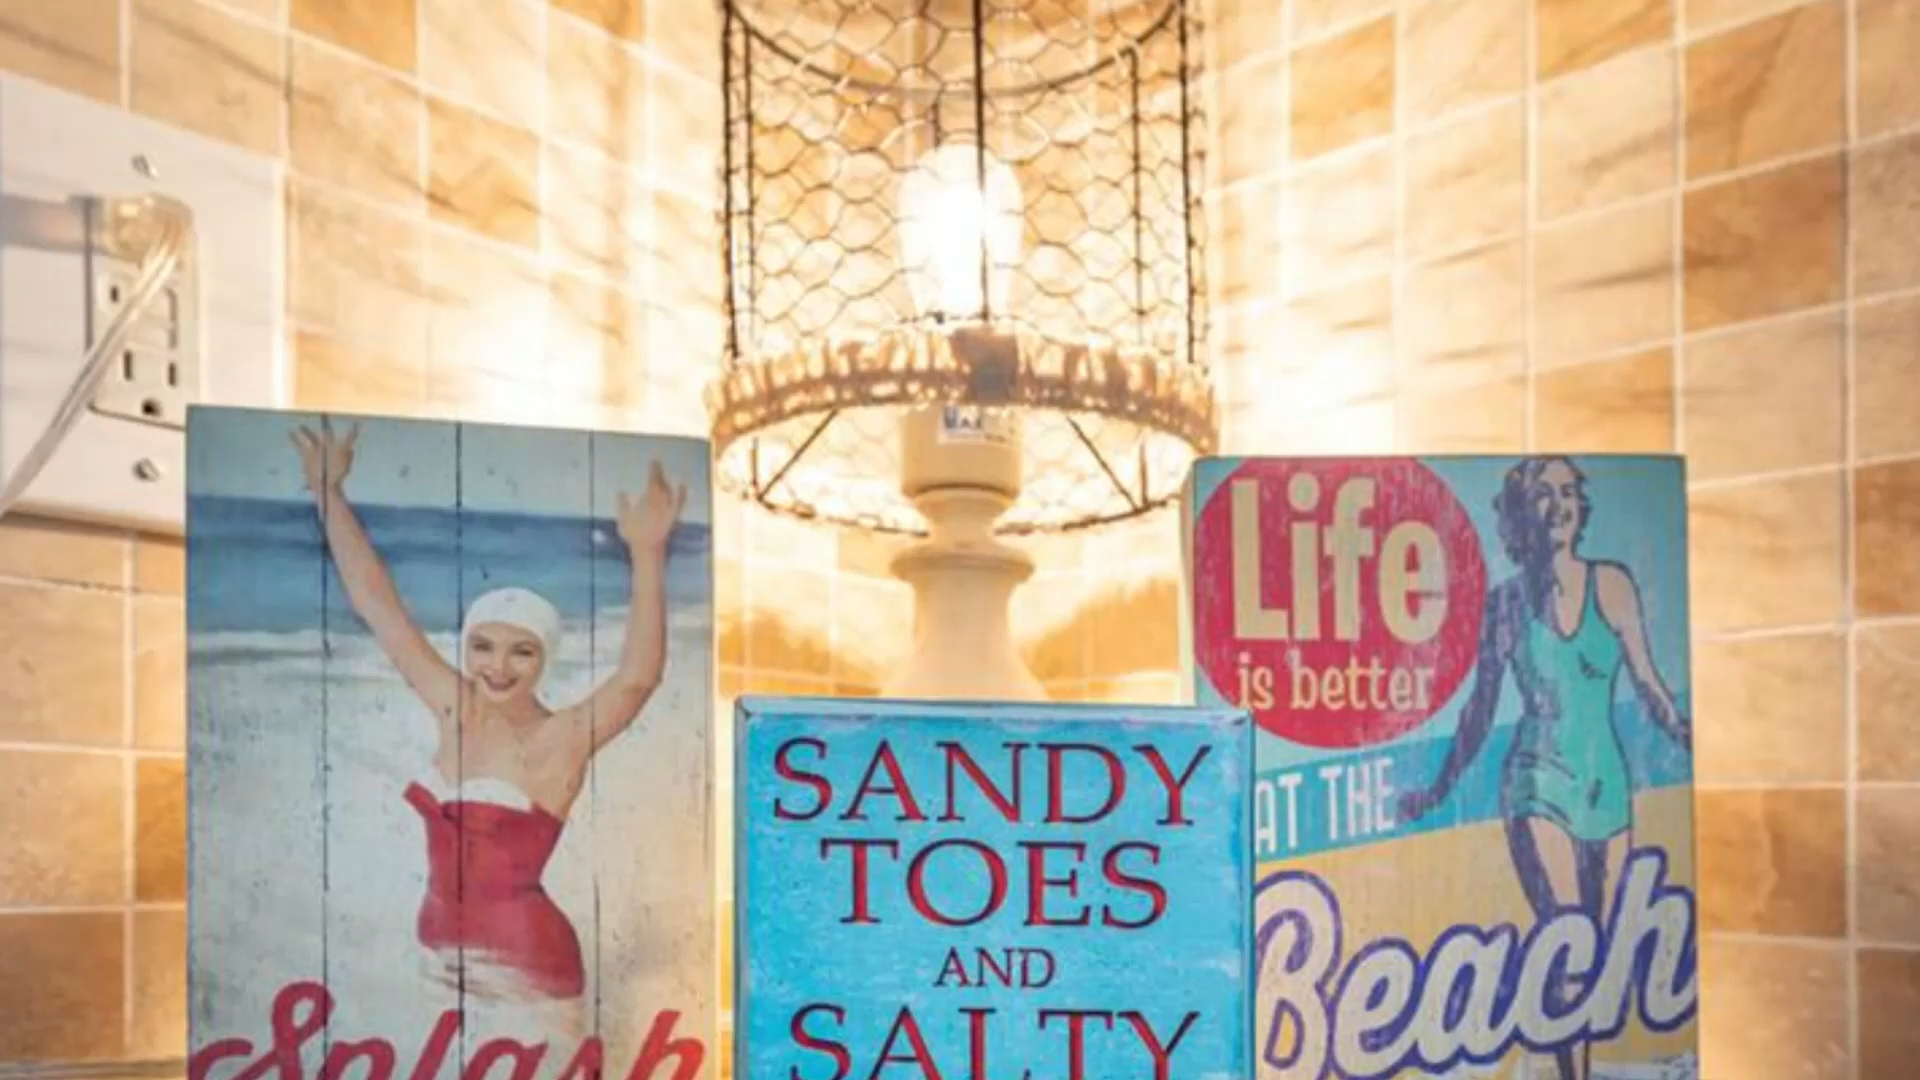 Splash
SANDY
TOES
AND
SALTY
Life
is better
AT THE
Beach